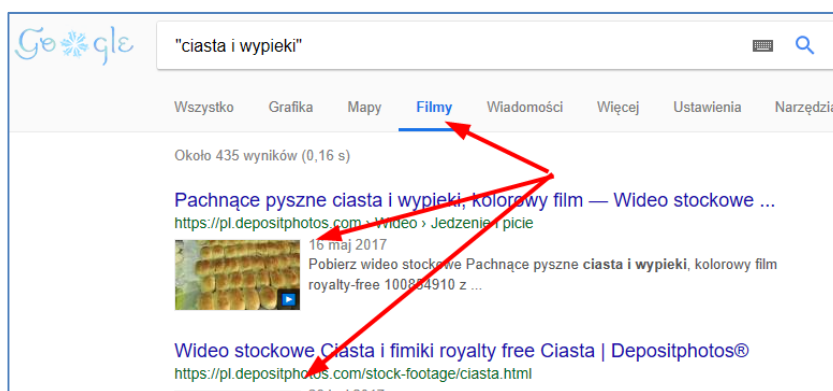 Google
"ciasta i wypieki"
Wszystko Grafika Mapy Filmy Wiadomości Więcej Ustawienia Narzędzia
Około 435 wyników (0,16 s)
Pachnące pyszne ciasta i wypieki, kolorowy film — Wideo stockowe ...
https://pl.depositphotos.com › Wideo › Jedzenie i picie
16 maj 2017
Pobierz wideo stockowe Pachnące pyszne ciasta i wypieki, kolorowy film
royalty-free 100894910 z ...
Wideo stockowe Ciasta i fimiki royalty free Ciasta | Depositphotos®
https://pl.depositphotos.com/stock-footage/ciasta.html